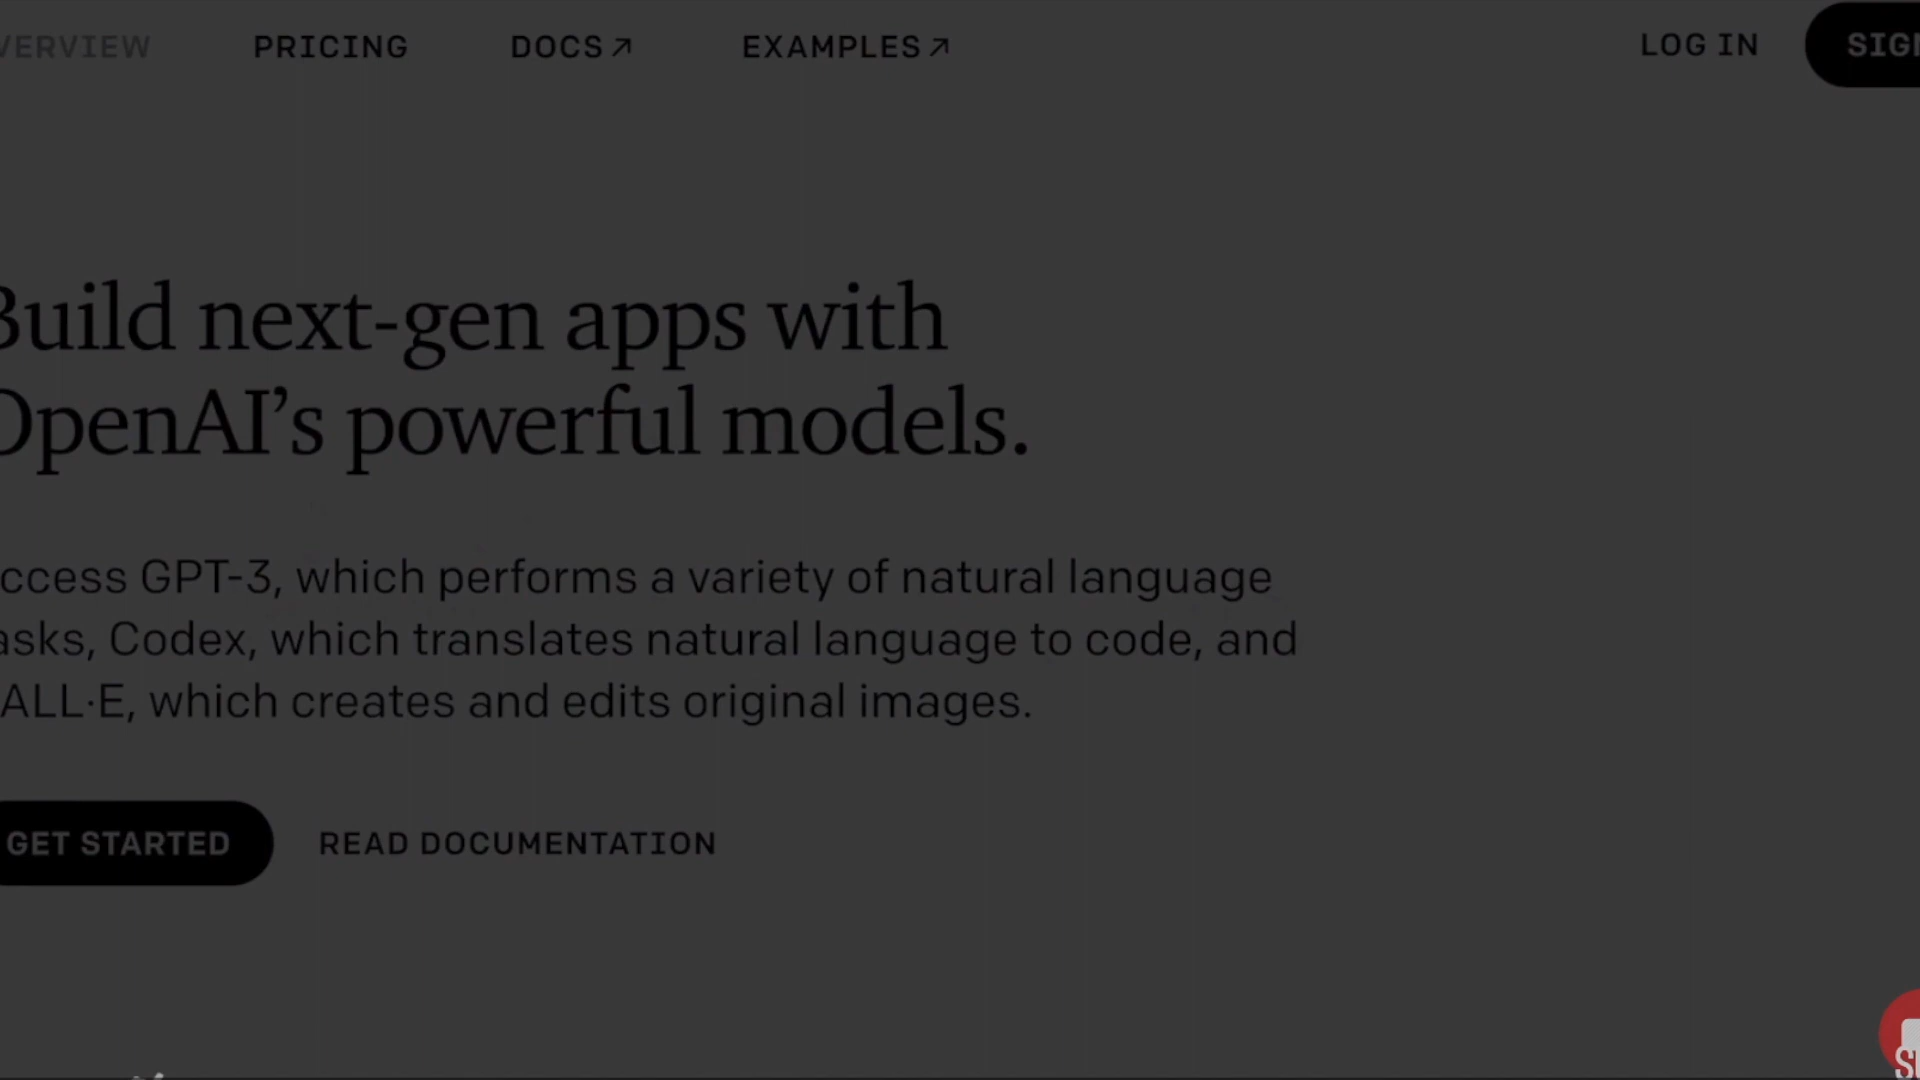 VERVIEW PRICING DOCS↗ EXAMPLES↗ LOG IN SIGN
Build next-gen apps with
OpenAI’s powerful models.
ccess GPT-3, which performs a variety of natural language
asks, Codex, which translates natural language to code, and
ALL·E, which creates and edits original images.
GET STARTED READ DOCUMENTATION